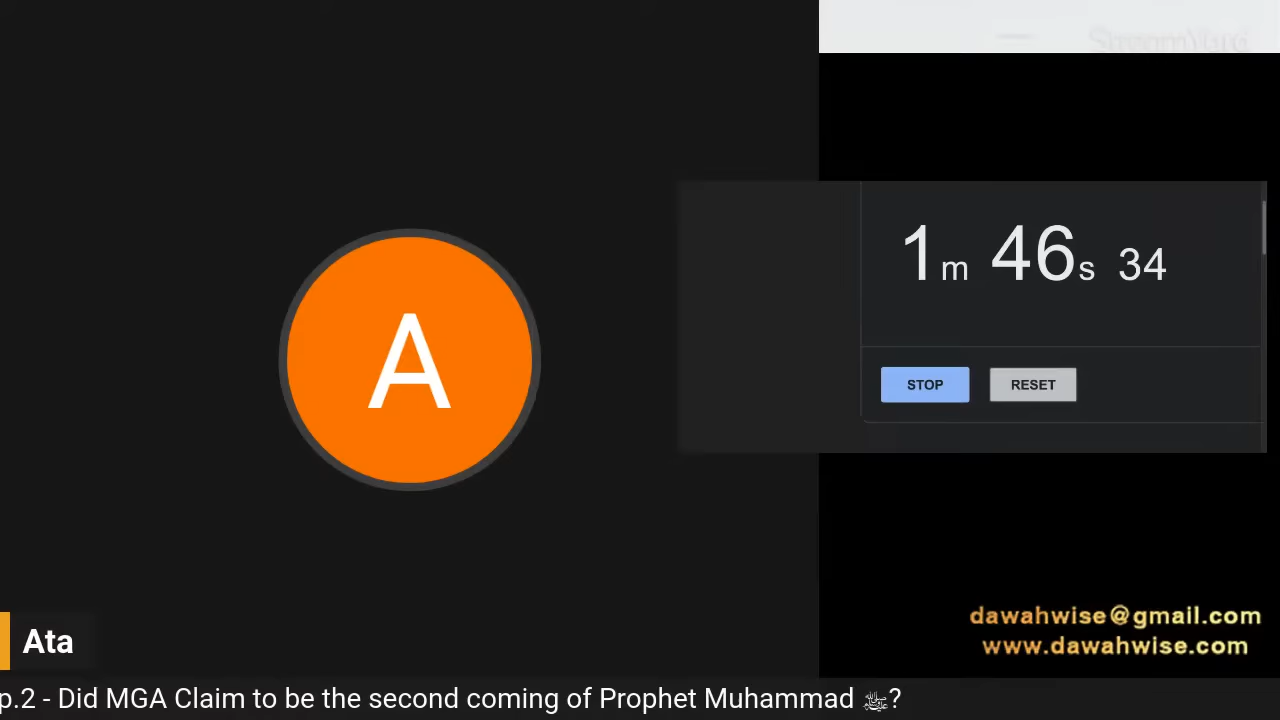 1m 46s 34
STOP RESET
A
dawahwise@gmail.com
www.dawahwise.com
Ata
p.2 - Did MGA Claim to be the second coming of Prophet Muhammad ﷺ?